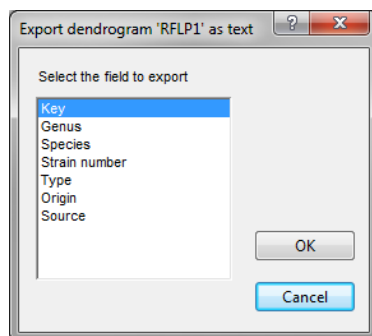 Export dendrogram 'RFLP1' as text
? X
Select the field to export
Key
Genus
Species
Strain number
Type
Origin
Source
OK
Cancel